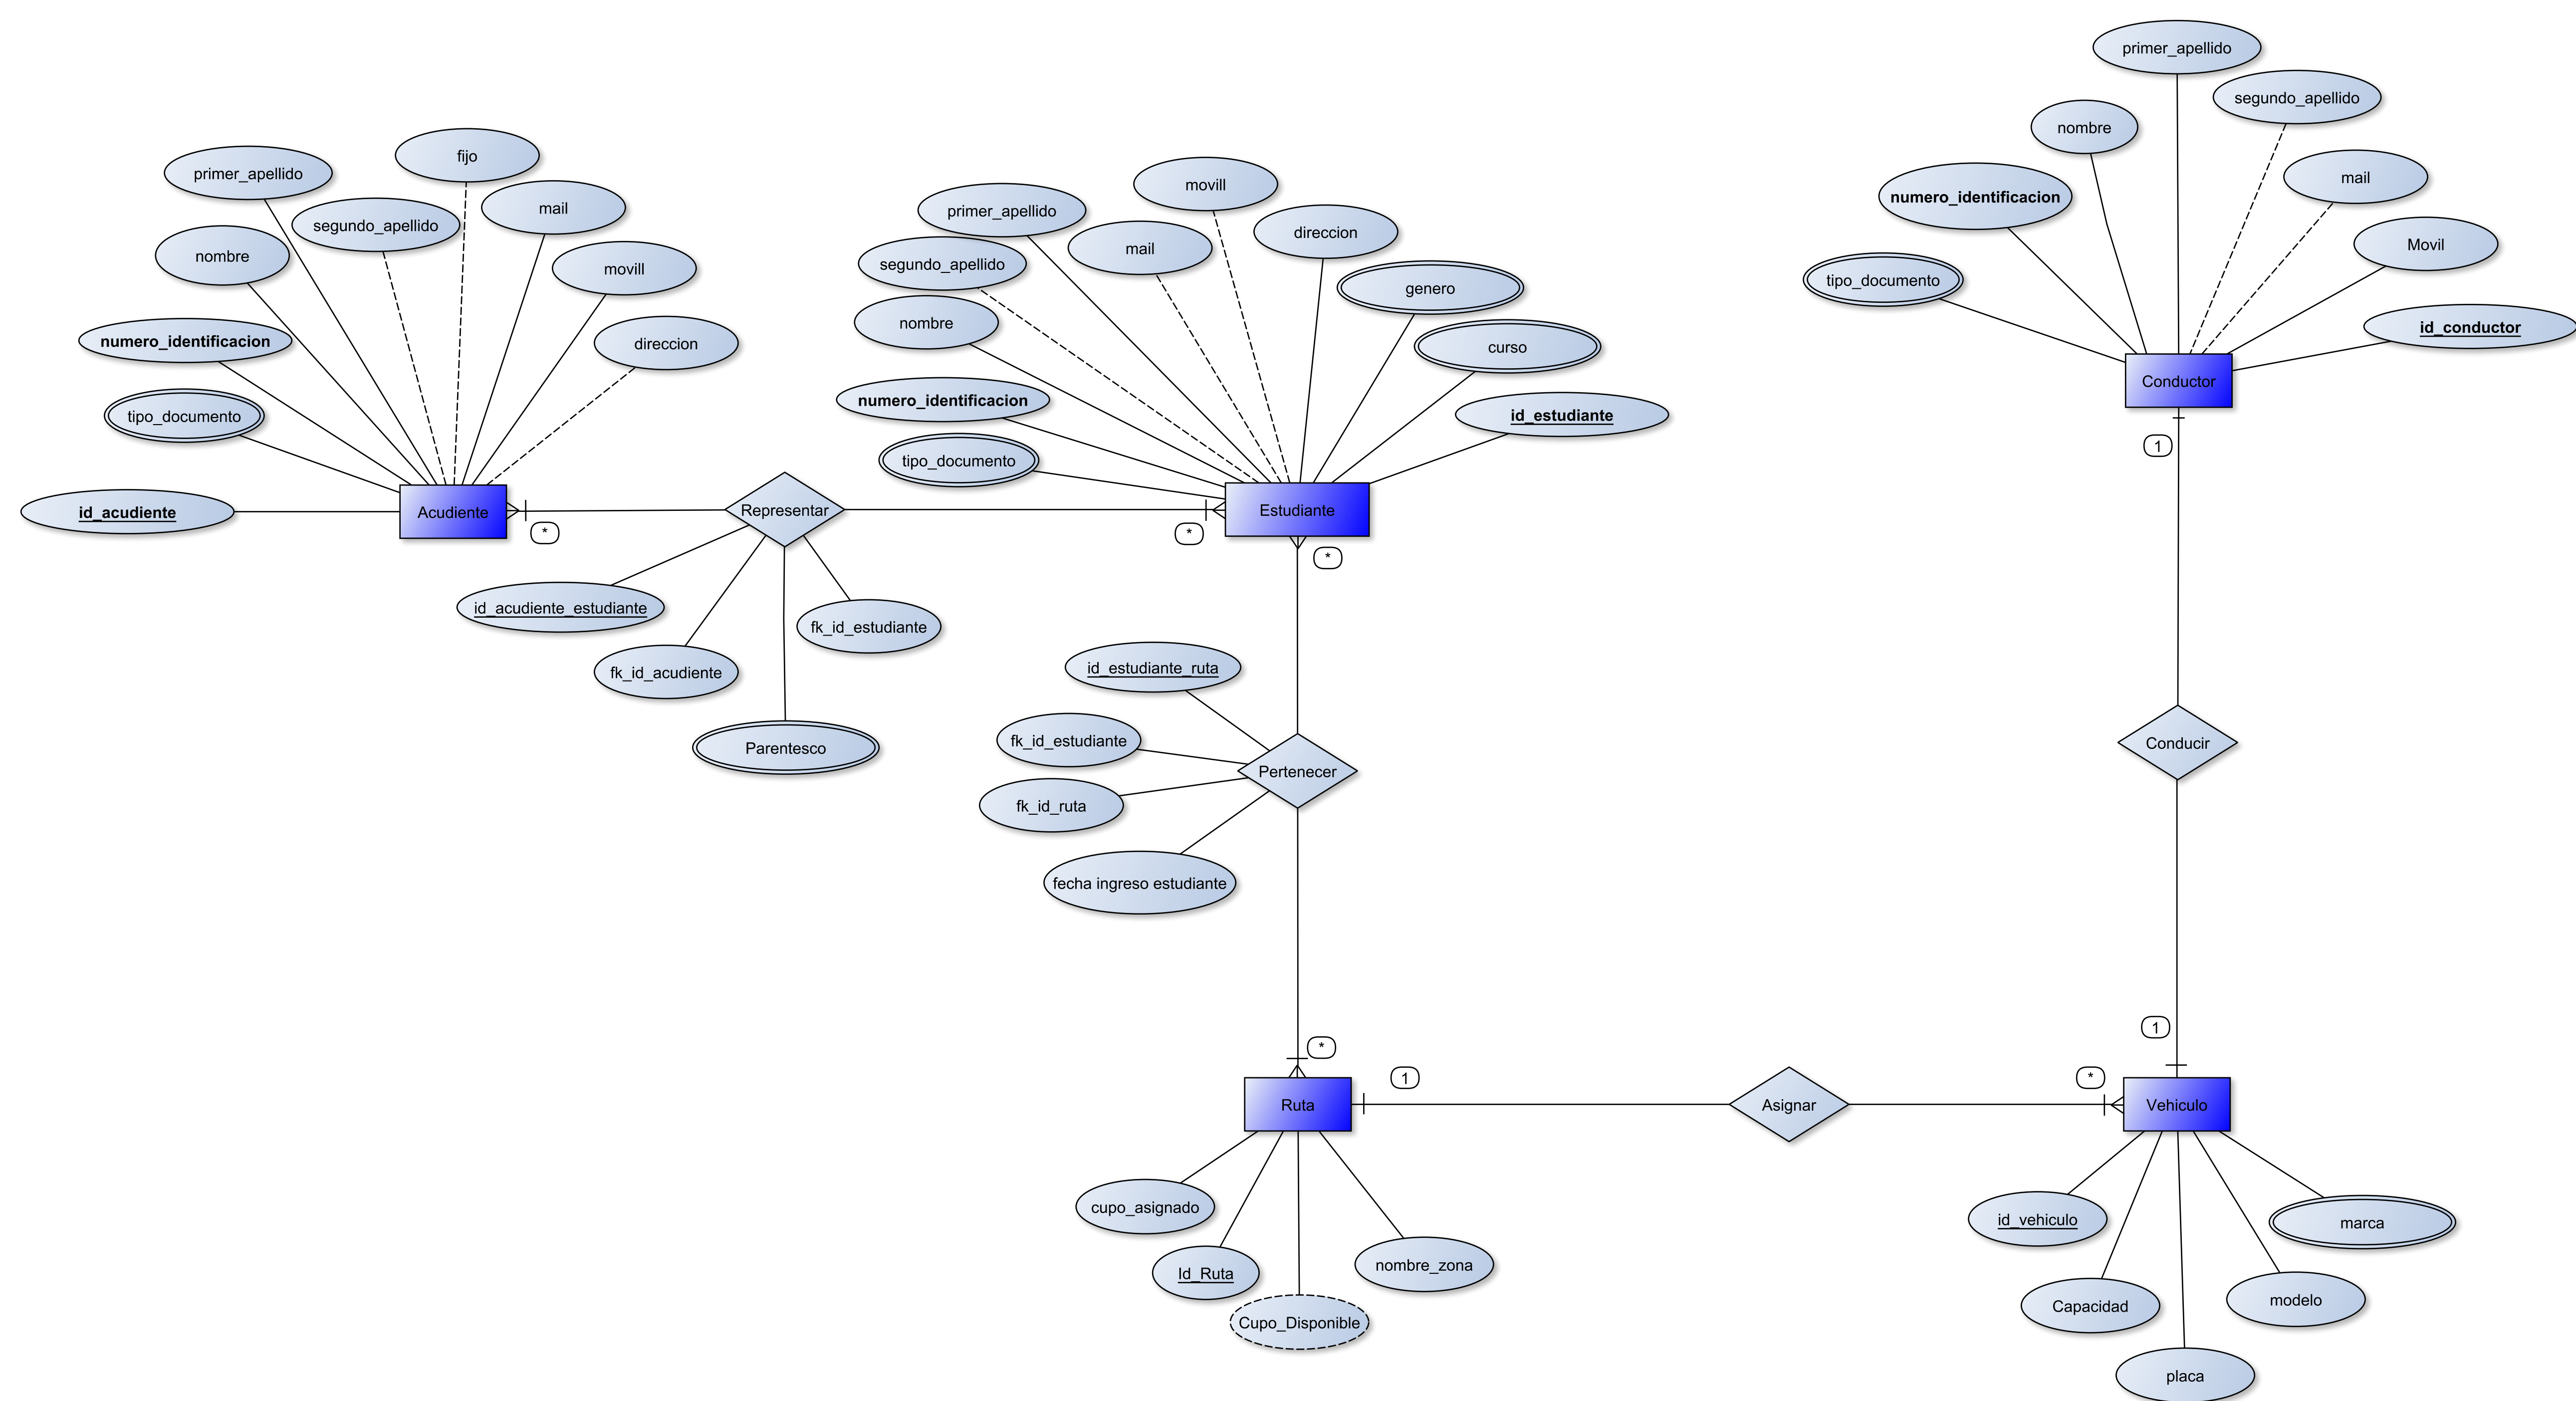 primer_apellido
segundo_apellido
nombre
mail
numero_identificacion
Movil
tipo_documento
id_conductor
Conductor
1
fijo
primer_apellido
mail
segundo_apellido
nombre
movill
numero_identificacion
direccion
tipo_documento
id_acudiente
Acudiente
*
Representar
id_acudiente_estudiante
fk_id_estudiante
fk_id_acudiente
Parentesco
movill
primer_apellido
direccion
mail
segundo_apellido
genero
nombre
curso
numero_identificacion
id_estudiante
tipo_documento
Estudiante
*
*
id_estudiante_ruta
fk_id_estudiante
Pertenecer
fk_id_ruta
fecha ingreso estudiante
Conducir
1
*
1
*
Ruta
Asignar
Vehiculo
cupo_asignado
Id_Ruta
nombre_zona
Cupo_Disponible
id_vehiculo
marca
Capacidad
modelo
placa